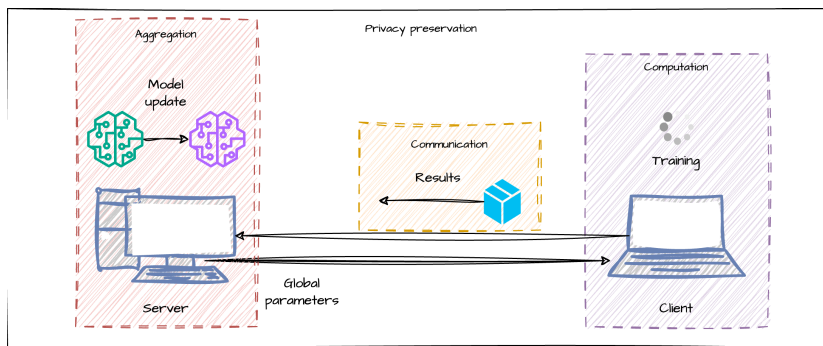 Privacy preservation
Aggregation
Model
update
Server
Communication
Results
Global
parameters
Computation
Training
Client